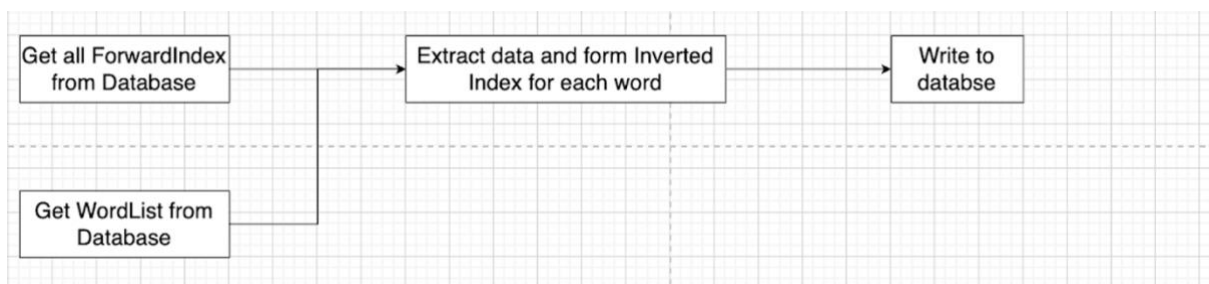 Get all ForwardIndex
from Database
Extract data and form Inverted
Index for each word
Write to
databse
Get WordList from
Database